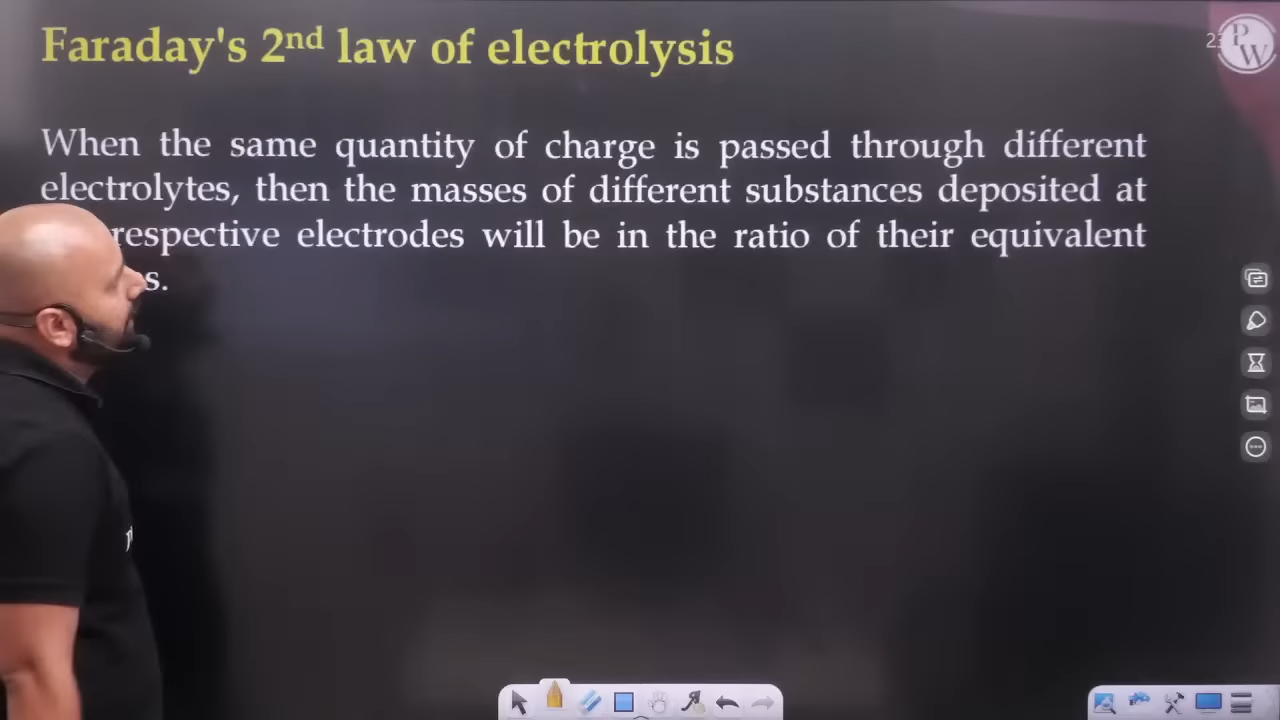 Faraday's 2nd law of electrolysis
When the same quantity of charge is passed through different
electrolytes, then the masses of different substances deposited at
respective electrodes will be in the ratio of their equivalent
s.
PW